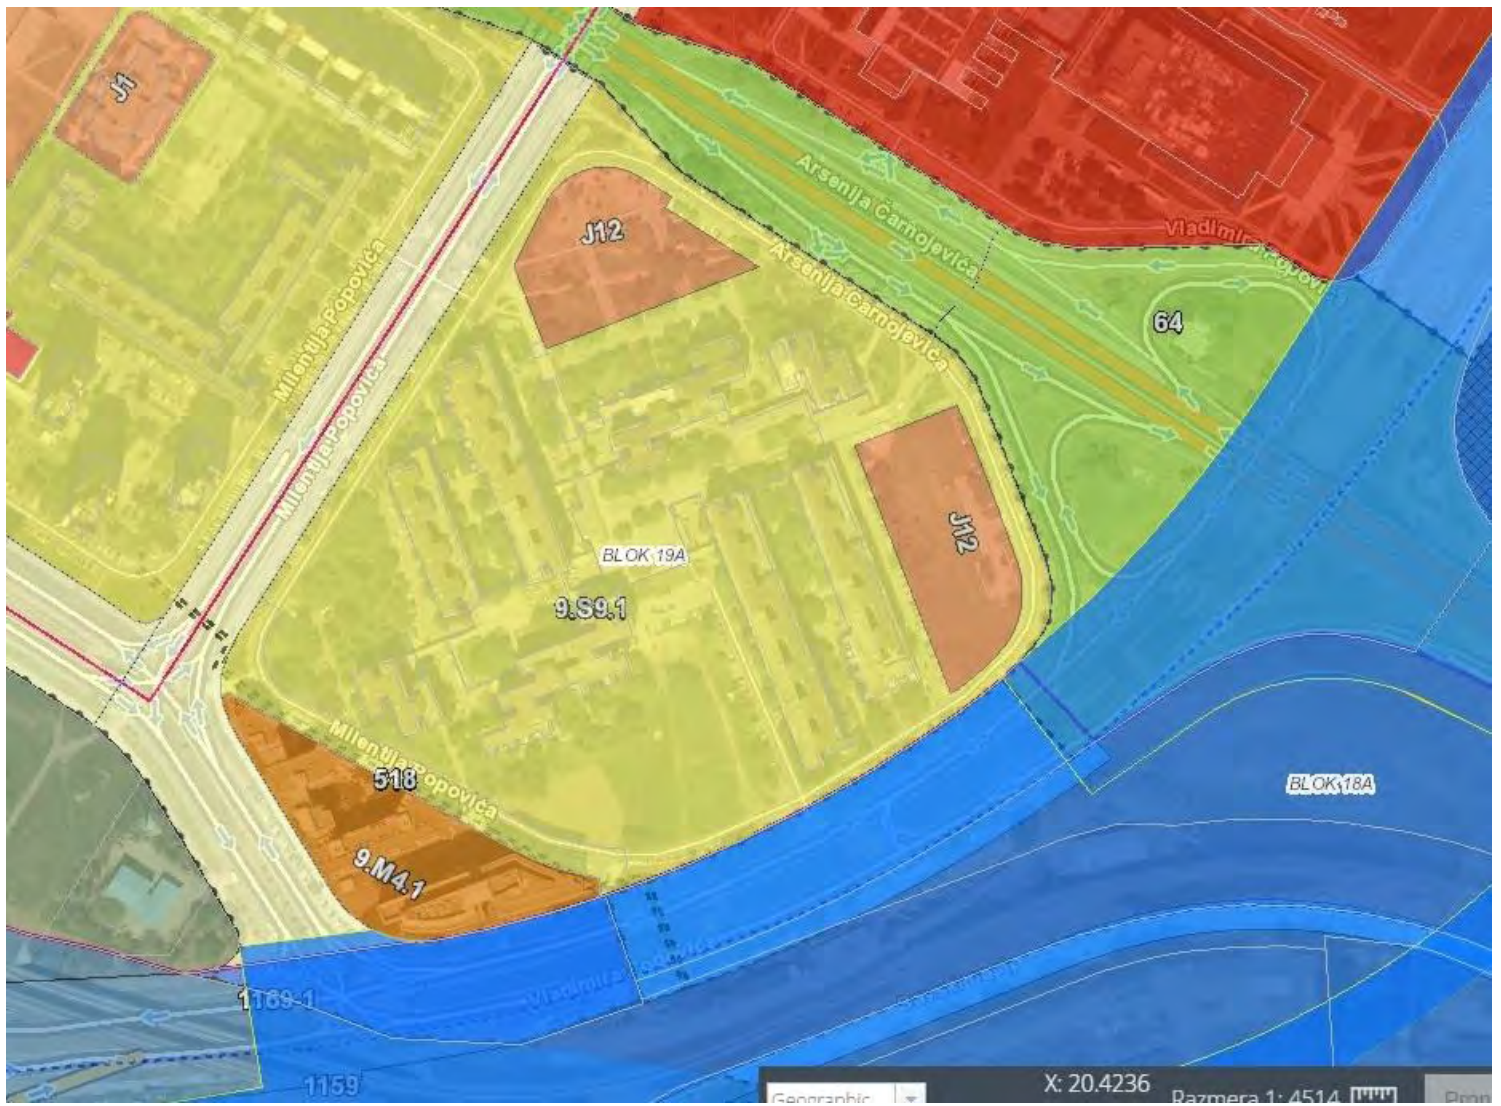 J1
J12
Arsenija Čarnojevića
Vladimira Popovića
Arsenija Čarnojevića
Milentija Popovića
64
Milentija Popovića
J12
BLOK 19A
9.S9.1
Milentija Popovića
518
BLOK 18A
9.M4.1
1169-1
Vladimira
1159
Geographic
X: 20.4236
Razmera 1: 4514